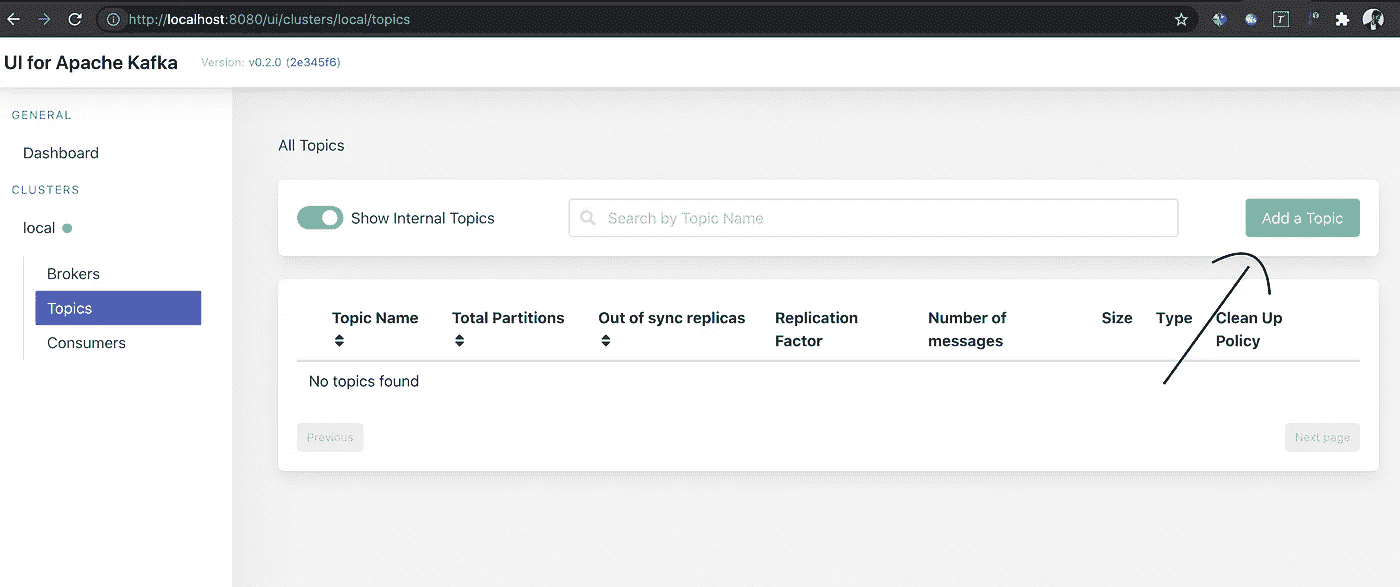 http://localhost:8080/ui/clusters/local/topics
UI for Apache Kafka Version: v0.2.0 (2e345f6)
GENERAL
Dashboard
CLUSTERS
local
Brokers
Topics
Consumers
All Topics
Show Internal Topics Search by Topic Name Add a Topic
Topic Name Total Partitions Out of sync replicas Replication Factor Number of messages Size Type Clean Up Policy
No topics found
Previous Next page